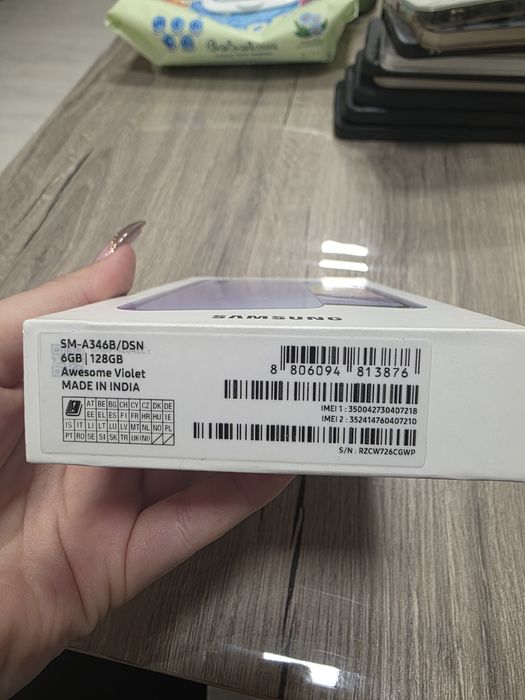 Bebelum
SAMSUNG
SM-A346B/DSN
6GB | 128GB
Awesome Violet
MADE IN INDIA
AT BE BG CH CY CZ DK DE
EE EL ES FI FR HR HU IE
IS IT LI LT LU LV MT NL NO PL
PT RO SE SI SK TR UK(NI)
8 806094 813876
IMEI 1 : 350042730407218
IMEI 2 : 352414760407210
S/N : RZCW726CGWP